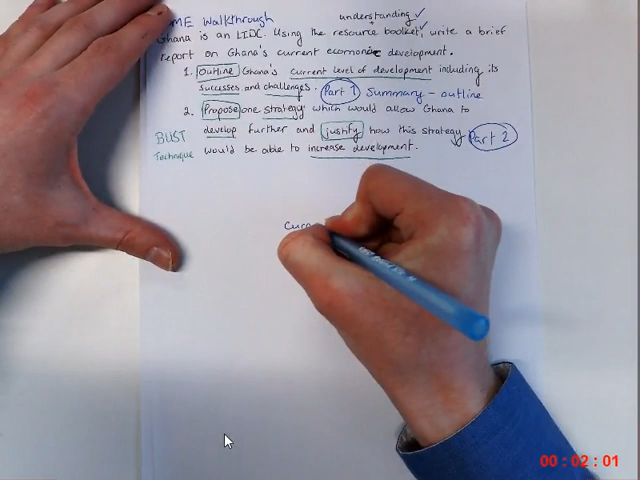 ME Walkthrough understanding ✓
Ghana is an LIDC. Using the resource booklet, ✓ write a brief
report on Ghana's current economic development.
1. Outline Ghana's current level of development including its
successes and challenges. Part 1 Summary - outline
2. Propose one strategy which would allow Ghana to
develop further and justify how this strategy Part 2
BUST
Technique would be able to increase development.
Curr
00:02:01